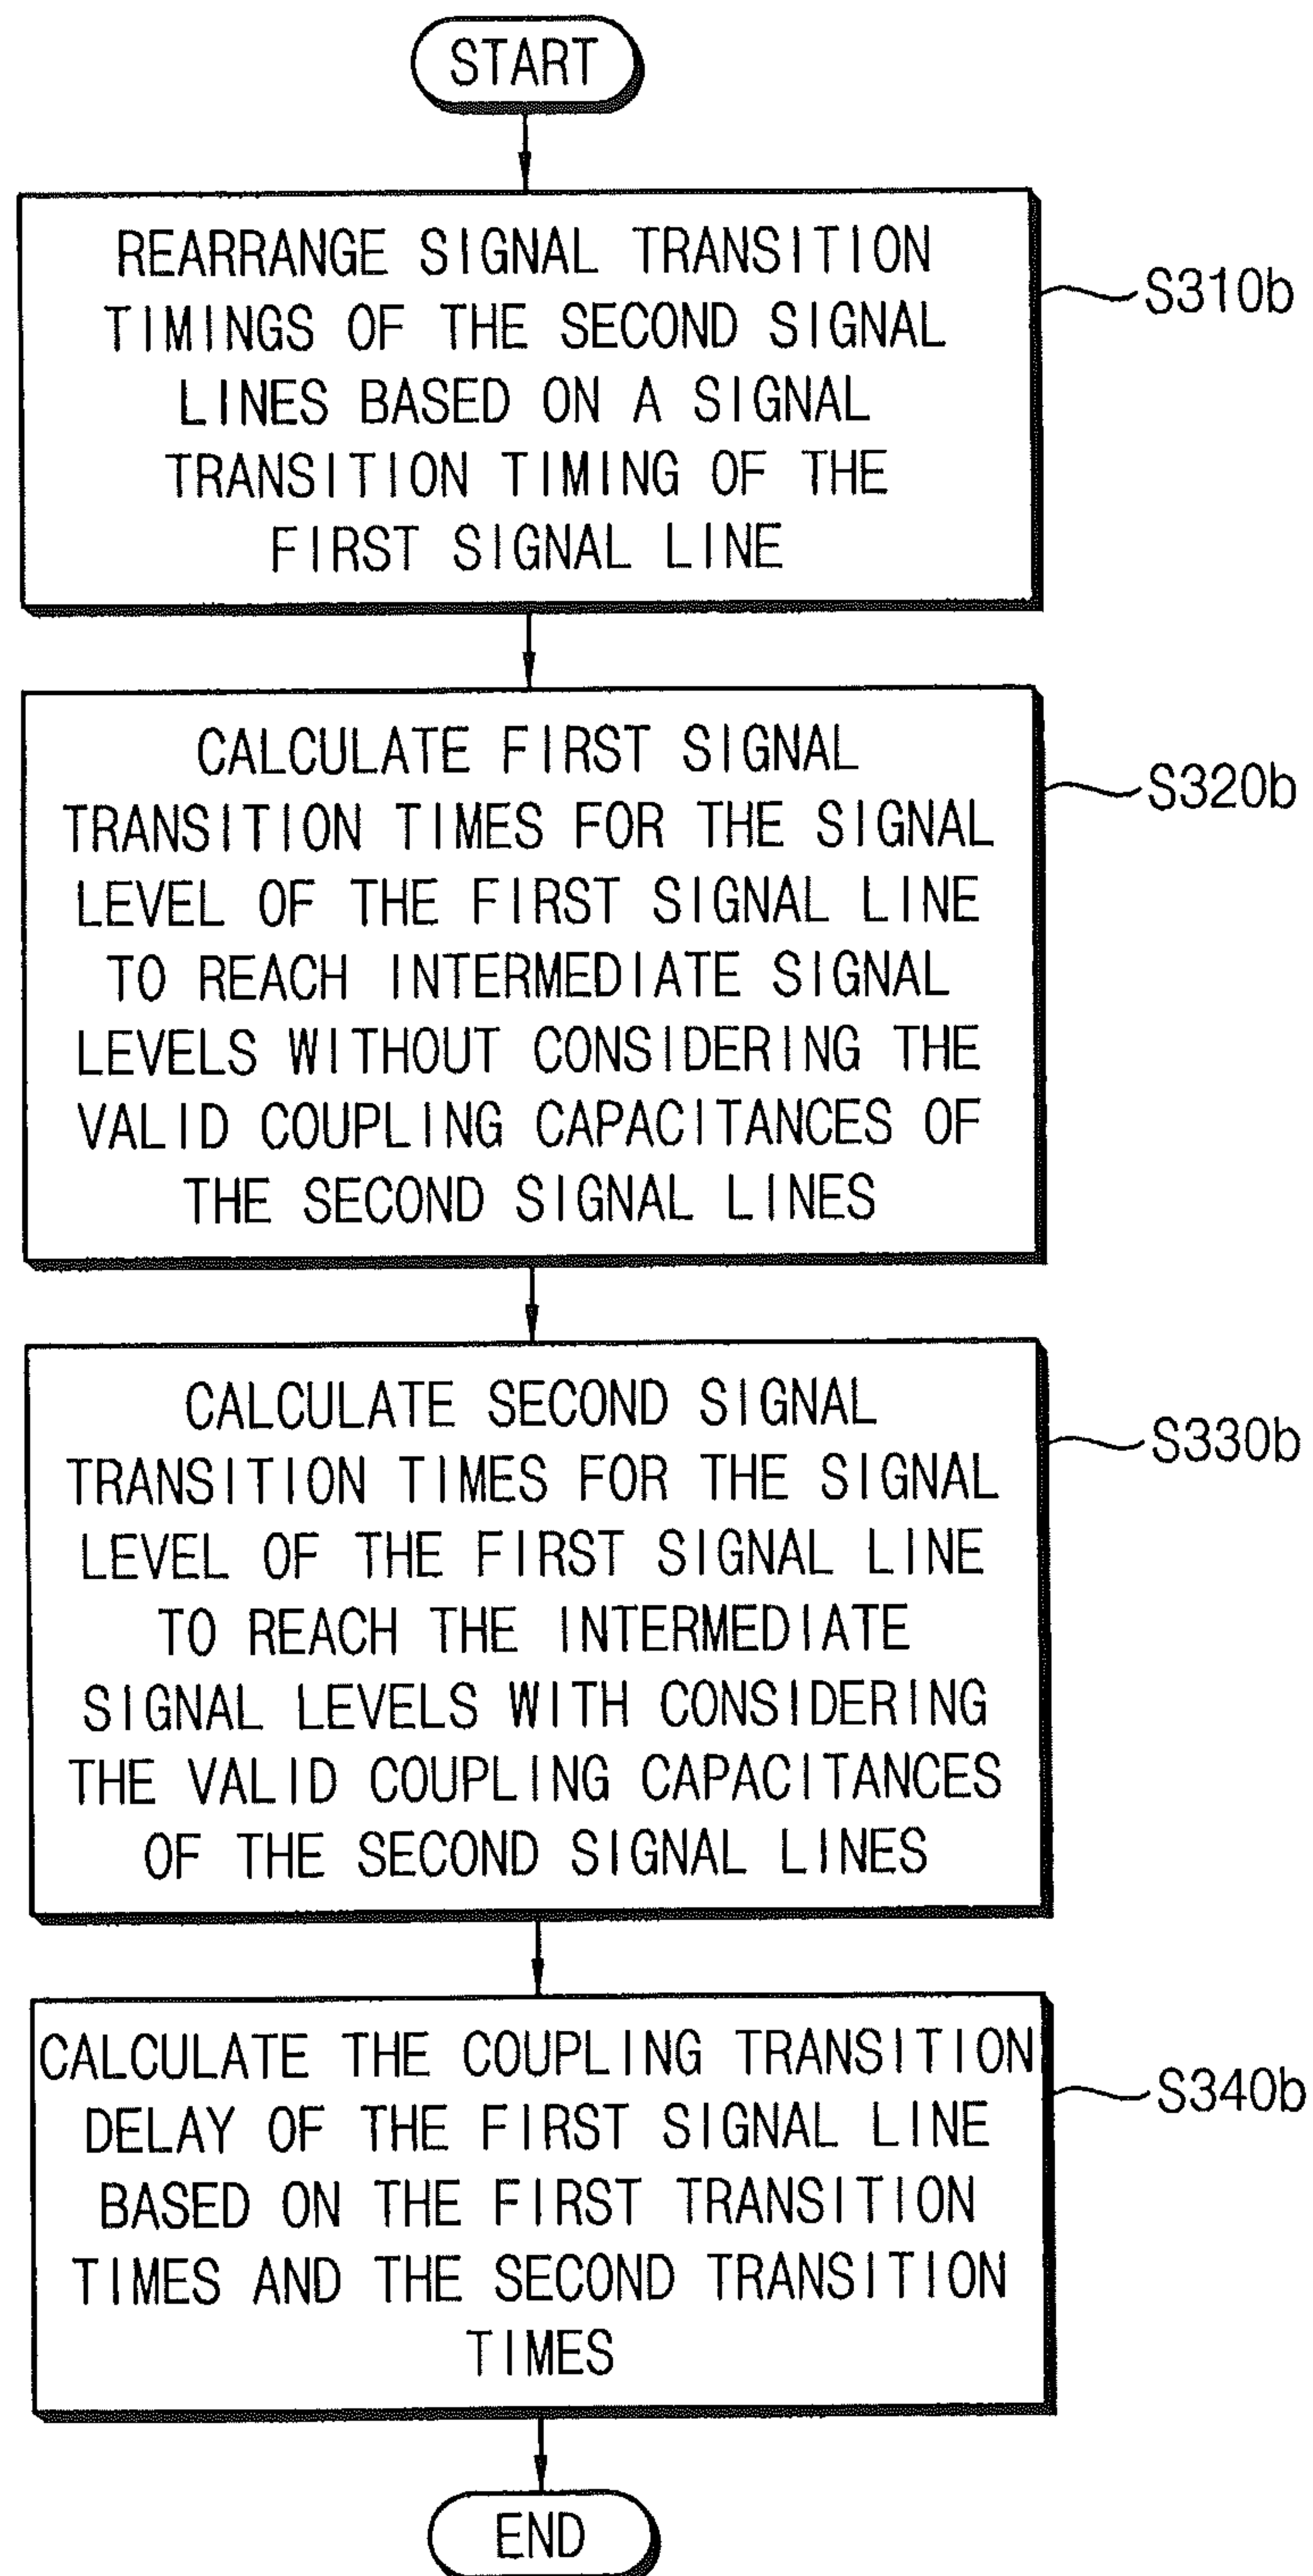 START
REARRANGE SIGNAL TRANSITION
TIMINGS OF THE SECOND SIGNAL
LINES BASED ON A SIGNAL
TRANSITION TIMING OF THE
FIRST SIGNAL LINE
S310b
CALCULATE FIRST SIGNAL
TRANSITION TIMES FOR THE SIGNAL
LEVEL OF THE FIRST SIGNAL LINE
TO REACH INTERMEDIATE SIGNAL
LEVELS WITHOUT CONSIDERING THE
VALID COUPLING CAPACITANCES OF
THE SECOND SIGNAL LINES
S320b
CALCULATE SECOND SIGNAL
TRANSITION TIMES FOR THE SIGNAL
LEVEL OF THE FIRST SIGNAL LINE
TO REACH THE INTERMEDIATE
SIGNAL LEVELS WITH CONSIDERING
THE VALID COUPLING CAPACITANCES
OF THE SECOND SIGNAL LINES
S330b
CALCULATE THE COUPLING TRANSITION
DELAY OF THE FIRST SIGNAL LINE
BASED ON THE FIRST TRANSITION
TIMES AND THE SECOND TRANSITION
TIMES
S340b
END